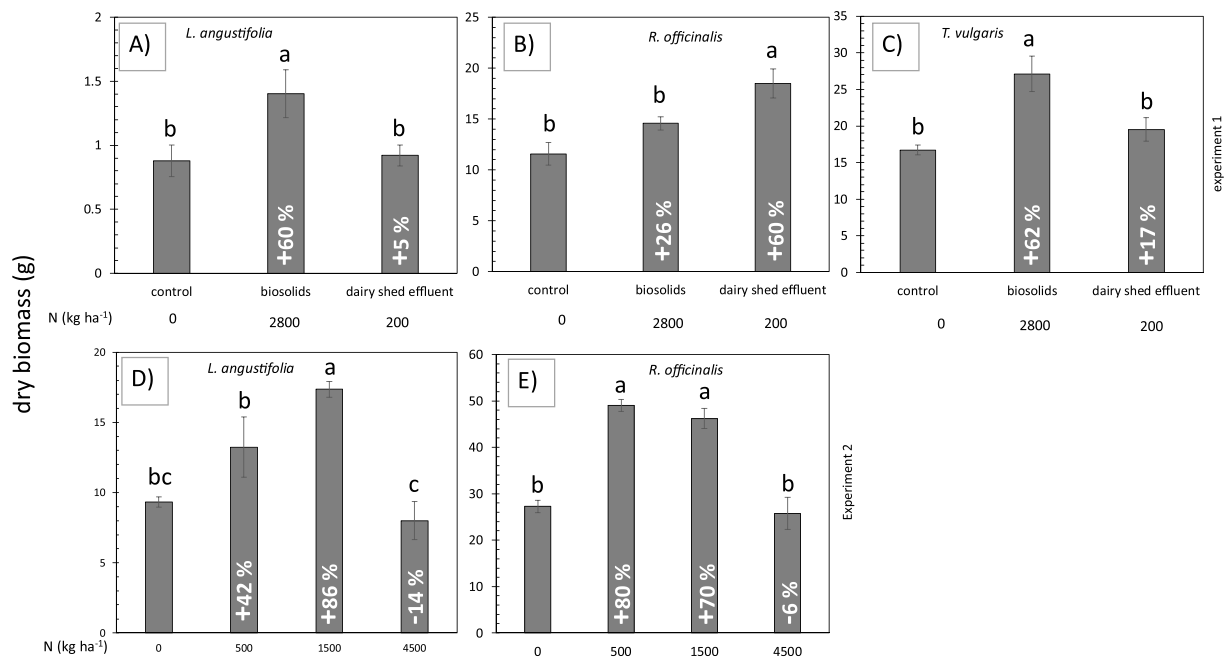 dry biomass (g)
A)
L. angustifolia
2
1.5
1
0.5
0
b
a
b
+60 %
+5 %
control
biosolids
dairy shed effluent
N (kg ha-1)
0
2800
200
B)
R. officinalis
25
20
15
10
5
0
b
b
a
+26 %
+60 %
control
biosolids
dairy shed effluent
0
2800
200
C)
T. vulgaris
35
30
25
20
15
10
5
0
b
a
b
+62 %
+17 %
control
biosolids
dairy shed effluent
0
2800
200
experiment 1
D)
L. angustifolia
20
15
10
5
0
bc
b
a
c
+42 %
+86 %
-14 %
N (kg ha-1)
0
500
1500
4500
E)
R. officinalis
60
50
40
30
20
10
0
b
a
a
b
+80 %
+70 %
-6 %
0
500
1500
4500
Experiment 2